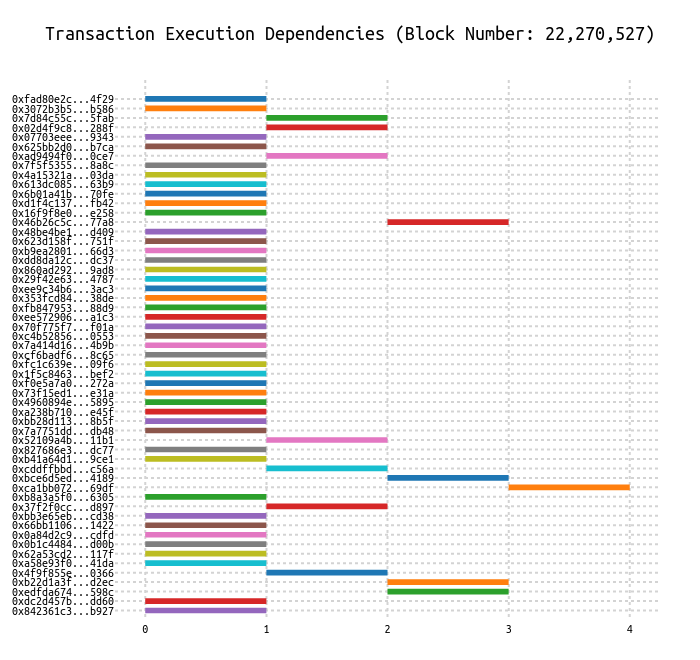 Transaction Execution Dependencies (Block Number: 22,270,527)
0xfad80e2c...4f29
0x3072b3b5...b586
0x7d84c55c...5fab
0x02d4f9c8...288f
0x07703eee...9343
0x625bb2d0...b7ca
0xad9494f0...0ce7
0x7f5f5355...8a8c
0x4a15321a...03da
0x613dc085...63b9
0x6b01a41b...70fe
0xd1f4c137...fb42
0x16f9f8e0...e258
0x46b26c5c...77a8
0x48be4be1...d409
0x623d158f...751f
0xb9ea2801...66d3
0xdd8da12c...dc37
0x860ad292...9ad8
0x29f42e63...4787
0xee9c34b6...3ac3
0x353fcd84...38de
0xfb847953...88d9
0xee572906...a1c3
0x70f775f7...f01a
0xc4b52856...0553
0x7a414d16...4b9b
0xcf6badf6...8c65
0xfc1c639e...09f6
0x1f5c8463...bef2
0xf0e5a7a0...272a
0x73f15ed1...e31a
0x4960894e...5895
0xa238b710...e45f
0xbb28d113...8b5f
0x7a7751dd...db48
0x52109a4b...11b1
0x827686e3...dc77
0xb41a64d1...9ce1
0xcddffbbd...c56a
0xbce6d5ed...4189
0xca1bb072...69df
0xb8a3a5f0...6305
0x37f2f0cc...d897
0xbb3e65eb...cd38
0x66bb1106...1422
0x0a84d2c9...cdfd
0x0b1c4484...d00b
0x62a53cd2...117f
0xa58e93f0...41da
0x4f9f855e...0366
0xb22d1a3f...d2ec
0xedfda674...598c
0xdc2d457b...dd60
0x842361c3...b927
0 1 2 3 4